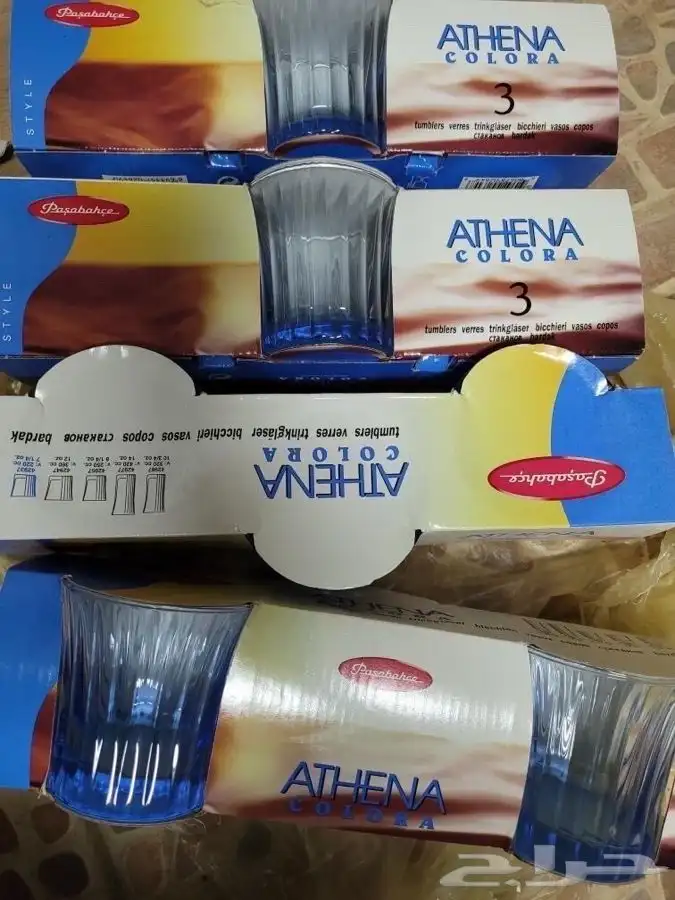 Paşabahçe
ATHENA
COLORA
3
tumblers verres trinkgläser bicchieri vasos copos
стаканов bardak
STYLE
Paşabahçe
ATHENA
COLORA
3
tumblers verres trinkgläser bicchieri vasos copos
стаканов bardak
STYLE
tumblers verres trinkgläser bicchieri vasos copos стаканов bardak
ATHENA
COLORA
Paşabahçe
ATHENA
Paşabahçe
ATHENA
COLORA
حراج